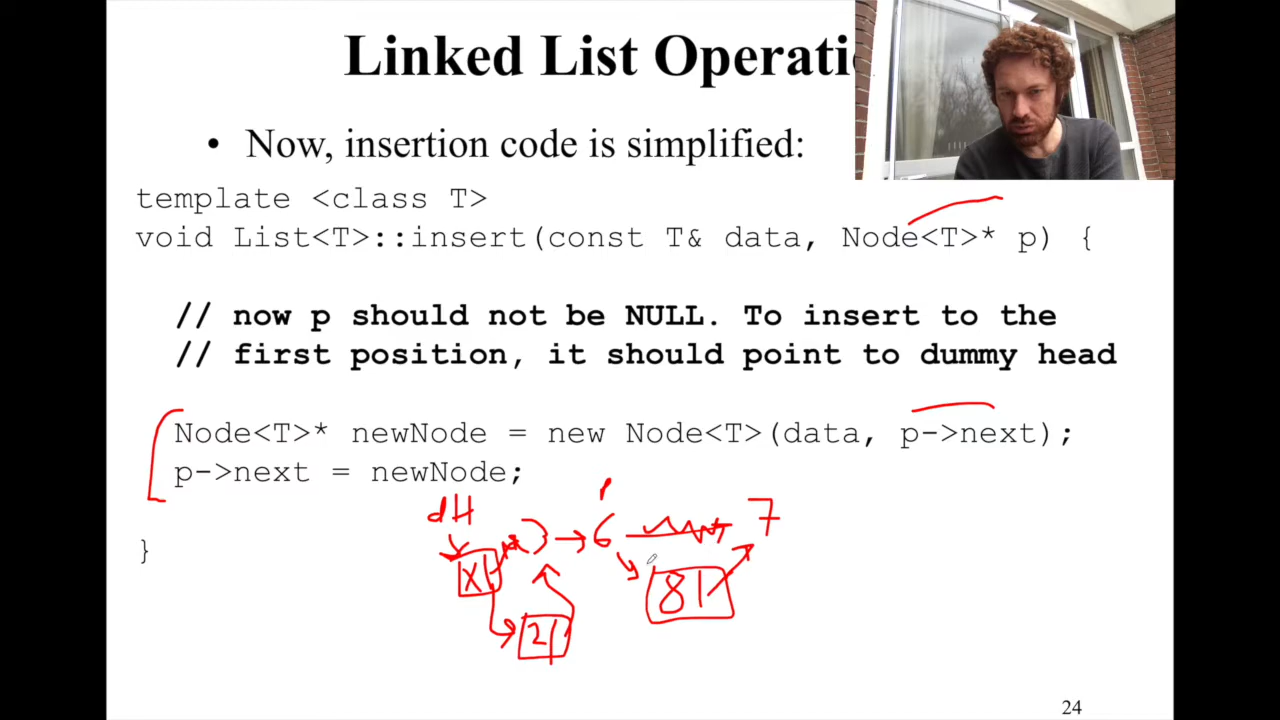 Linked List Operati
• Now, insertion code is simplified:
template <class T>
void List<T>::insert(const T& data, Node<T>* p) {
// now p should not be NULL. To insert to the
// first position, it should point to dummy head
Node<T>* newNode = new Node<T>(data, p->next);
p->next = newNode;
}
dH
X 3 6 7
2 8
24